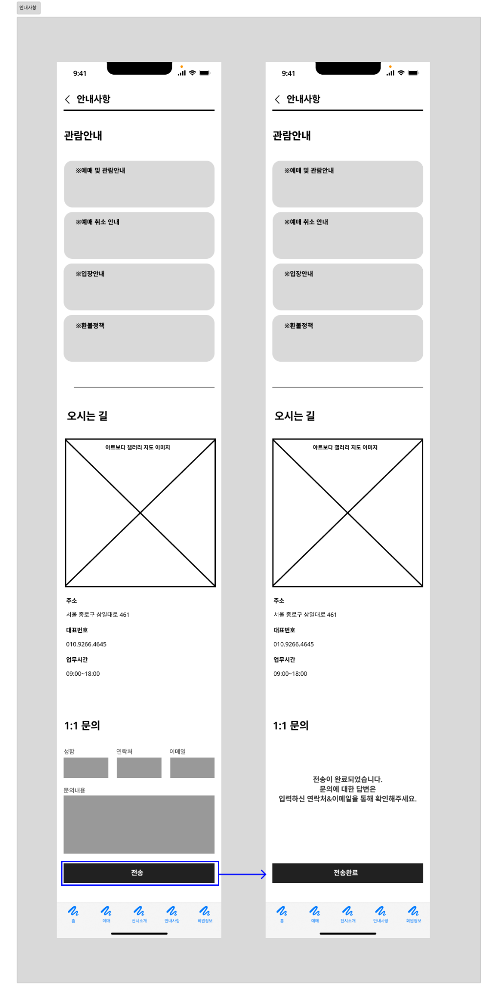 안내사항
9:41
안내사항
관람안내
※예매 및 관람안내
※예매 취소 안내
※입장안내
※환불정책
오시는 길
아트보다 갤러리 지도 이미지
주소
서울 종로구 삼일대로 461
대표번호
010.9266.4645
업무시간
09:00~18:00
1:1 문의
성함 연락처 이메일
문의내용
전송
홈 예매 전시소개 안내사항 회원정보
9:41
안내사항
관람안내
※예매 및 관람안내
※예매 취소 안내
※입장안내
※환불정책
오시는 길
아트보다 갤러리 지도 이미지
주소
서울 종로구 삼일대로 461
대표번호
010.9266.4645
업무시간
09:00~18:00
1:1 문의
전송이 완료되었습니다.
문의에 대한 답변은
입력하신 연락처&이메일을 통해 확인해주세요.
전송완료
홈 예매 전시소개 안내사항 회원정보